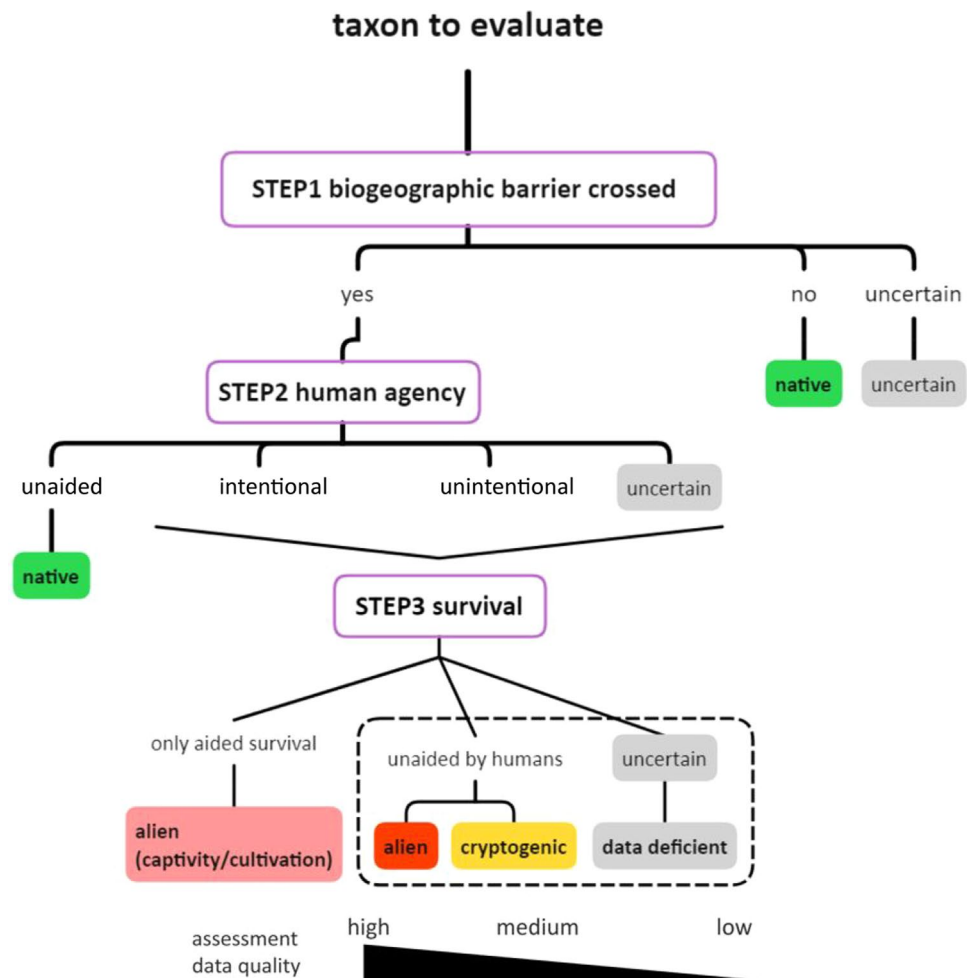 taxon to evaluate
STEP1 biogeographic barrier crossed
yes
no
uncertain
STEP2 human agency
native
uncertain
unaided
intentional
unintentional
uncertain
native
STEP3 survival
only aided survival
unaided by humans
uncertain
alien
(captivity/cultivation)
alien
cryptogenic
data deficient
high
medium
low
assessment
data quality